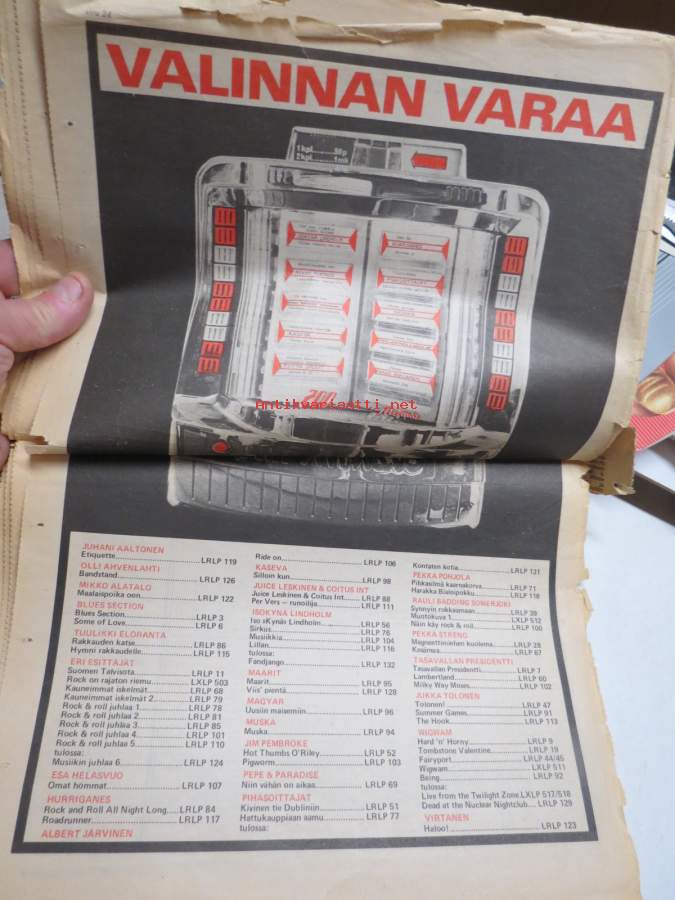 24
VALINNAN VARAA
1 kpl........50p
2 kpl........1mk
200
antikvariaatti.net
JUHANI AALTONEN
Etiquette LRLP 119
OLLI AHVENLAHTI
Bandstand LRLP 126
MIKKO ALATALO
Maalaispoika oon LRLP 122
BLUES SECTION
Blues Section LRLP 3
Some of Love LRLP 6
TUULIKKI ELORANTA
Rakkauden katse LRLP 86
Hymni rakkaudelle LRLP 115
ERI ESITTÄJÄT
Suomen Talvisota LRLP 11
Rock on rajaton riemu LXLP 503
Kauneimmat iskelmät LRLP 68
Kauneimmat iskelmät 2 LRLP 79
Rock & roll juhlaa 1 LRLP 78
Rock & roll juhlaa 2 LRLP 81
Rock & roll juhlaa 3 LRLP 85
Rock & roll juhlaa 4 LRLP 101
Rock & roll juhlaa 5 LRLP 110
tulossa:
Musiikin juhlaa 6 LRLP 124
ESA HELASVUO
Omat hommat LRLP 107
HURRIGANES
Rock and Roll All Night Long LRLP 84
Roadrunner LRLP 117
ALBERT JÄRVINEN
Ride on LRLP 106
KASEVA
Silloin kun LRLP 98
JUICE LESKINEN & COITUS INT
Juice Leskinen & Coitus Int LRLP 88
Per Vers – runoilija LRLP 111
ISOKYNÄ LINDHOLM
Iso sKynäs Lindholm LRLP 56
Sirkus LRLP 76
Musiikkia LRLP 104
Lillan LRLP 116
tulossa:
Fandjango LRLP 132
MAARIT
Maarit LRLP 95
Viis' pientä LRLP 128
MAGYAR
Uusiin maisemiin LRLP 96
MUSKA
Muska LRLP 94
JIM PEMBROKE
Hot Thumbs O'Riley LRLP 52
Pigworm LRLP 103
PEPE & PARADISE
Niin vähän on aikaa LRLP 69
PIHASOITTAJAT
Kivinen tie Dubliniin LRLP 51
Hattukauppiaan aamu LRLP 77
tulossa:
Kontaten kotia LRLP 131
PEKKA POHJOLA
Pihkasilmä kaarnakorva LRLP 71
Harakka Bialoipokku LRLP 118
RAULI BADDING SOMERJOKI
Synnyin rokkaamaan LRLP 39
Muotokuva 1 LXLP 512
Näin käy rock & roll LRLP 100
PEKKA STRENG
Magneettimiehen kuolema LRLP 28
Kesämaa LRLP 67
TASAVALLAN PRESIDENTTI
Tasavallan Presidentti LRLP 7
Lambertland LRLP 60
Milky Way Moses LRLP 102
JUKKA TOLONEN
Tolonen! LRLP 47
Summer Games LRLP 91
The Hook LRLP 113
WIGWAM
Hard 'n' Horny LRLP 9
Tombstone Valentine LRLP 19
Fairyport LRLP 44/45
Wigwam LXLP 511
Being LRLP 92
tulossa:
Live from the Twilight Zone LXLP 517/518
Dead at the Nuclear Nightclub LRLP 129
VIRTANEN
Haloo! LRLP 123